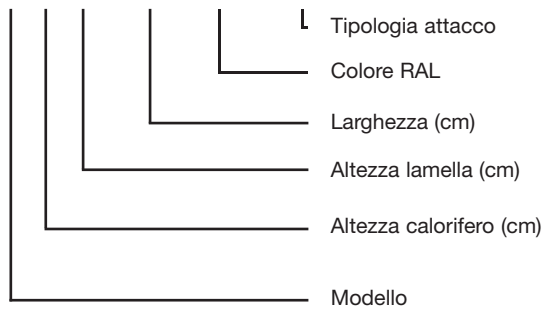 Tipologia attacco
Colore RAL
Larghezza (cm)
Altezza lamella (cm)
Altezza calorifero (cm)
Modello